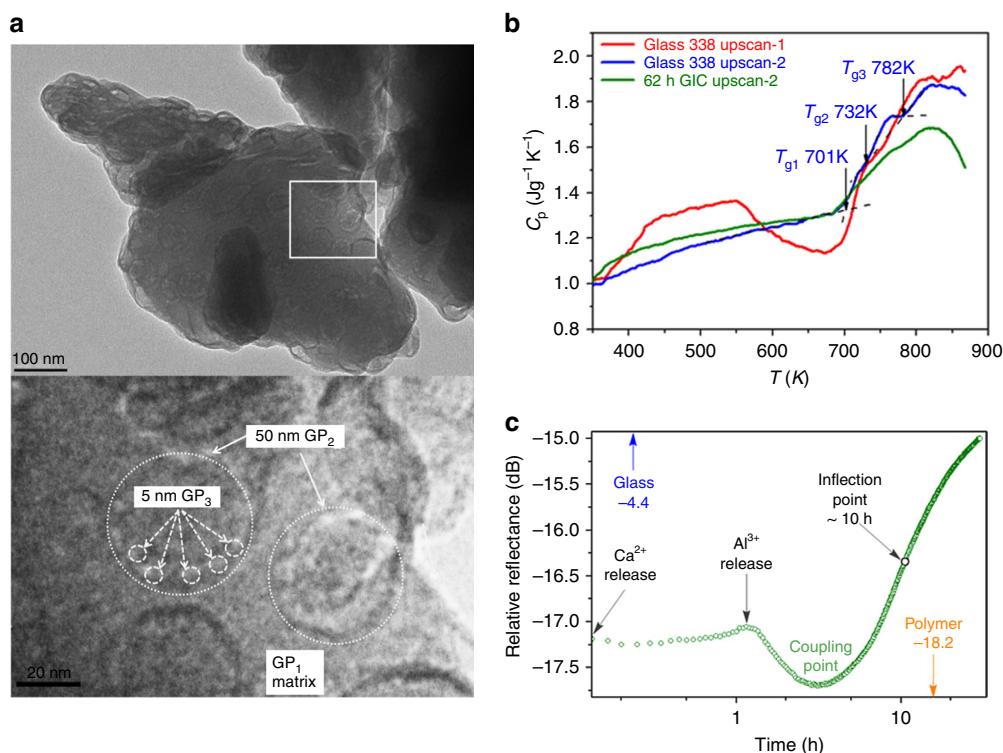 a
100 nm
50 nm GP₂
5 nm GP₃
GP₁
matrix
20 nm
b
2.0
1.8
1.6
1.4
1.2
1.0
0.8
Cₚ (Jg⁻¹ K⁻¹)
Glass 338 upscan-1
Glass 338 upscan-2
62 h GIC upscan-2
Tg3 782K
Tg2 732K
Tg1 701K
400 500 600 700 800 900
T (K)
c
−15.0
−15.5
−16.0
−16.5
−17.0
−17.5
Relative reflectance (dB)
Glass
−4.4
Inflection
point
~ 10 h
Ca²⁺
release
Al³⁺
release
Coupling
point
Polymer
−18.2
1 10
Time (h)